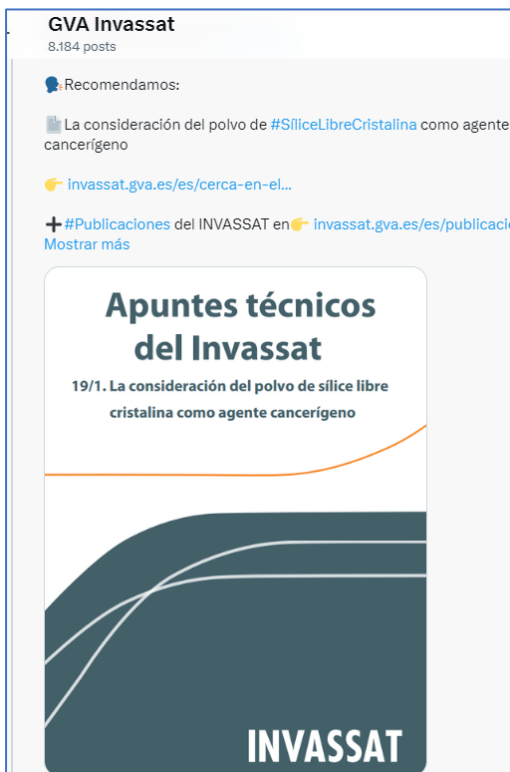 GVA Invassat
8.184 posts
Recomendamos:
La consideración del polvo de #SíliceLibreCristalina como agente
cancerígeno
invassat.gva.es/es/cerca-en-el...
#Publicaciones del INVASSAT en invassat.gva.es/es/publicacio
Mostrar más
Apuntes técnicos
del Invassat
19/1. La consideración del polvo de sílice libre
cristalina como agente cancerígeno
INVASSAT